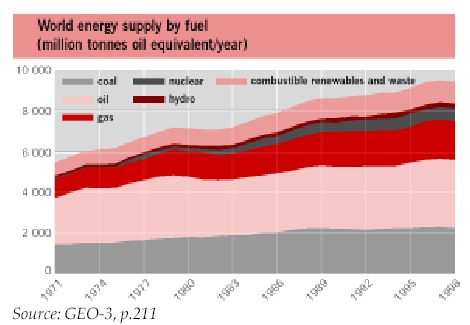 World energy supply by fuel
(million tonnes oil equivalent/year)
10 000
coal nuclear combustible renewables and waste
oil hydro
gas
8 000
6 000
4 000
2 000
0
1971 1974 1977 1980 1983 1986 1989 1992 1995 1998
Source: GEO-3, p.211